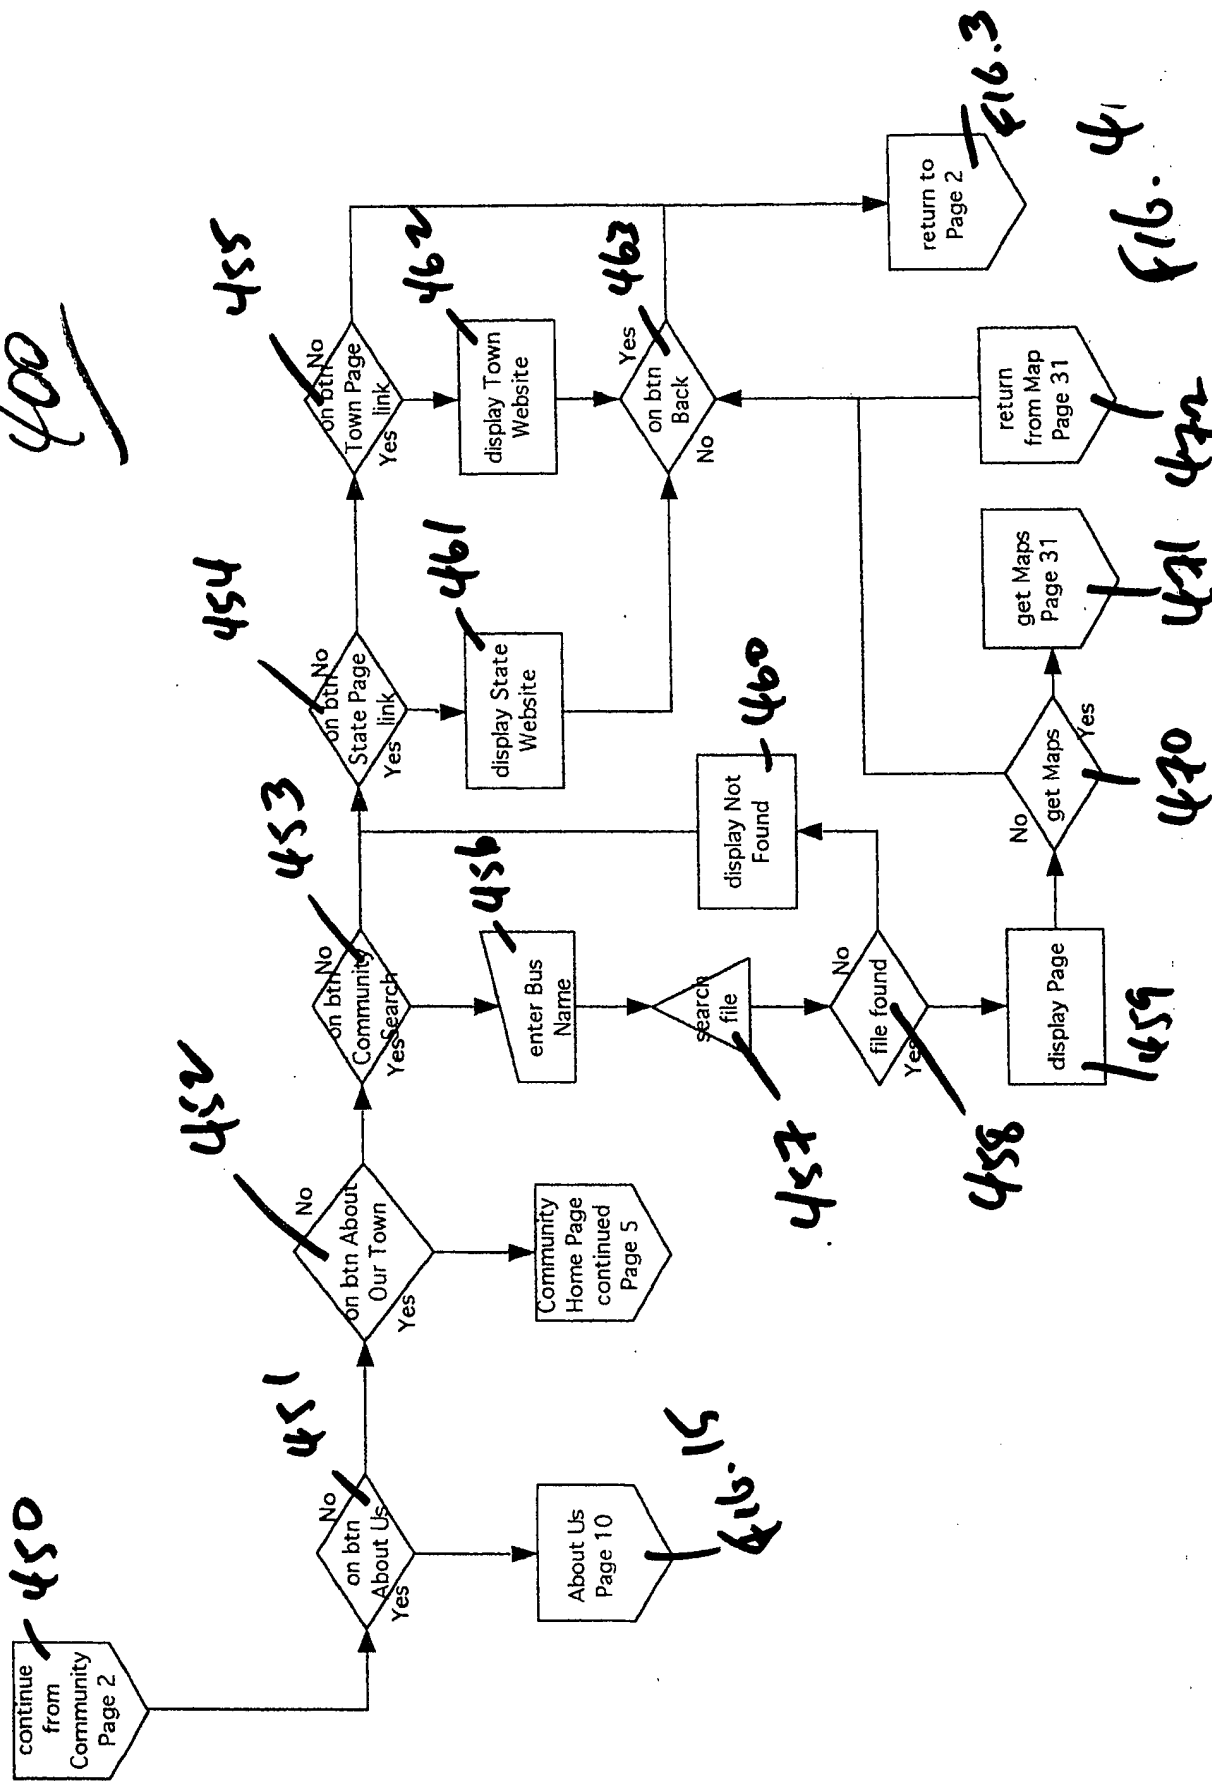 400
continue
from
Community
Page 2
450
on btn
About Us
No
Yes
451
About Us
Page 10
FIG. 15
on btn About
Our Town
No
Yes
452
Community
Home Page
continued
Page 5
on btn
Community
Search
No
Yes
453
enter Bus
Name
456
search
file
457
file found
No
Yes
458
display Page
459
display Not
Found
460
on btn
State Page
link
No
Yes
454
display State
Website
461
on btn
Town Page
link
No
Yes
455
display Town
Website
462
on btn
Back
Yes
No
463
get Maps
No
Yes
470
get Maps
Page 31
471
return
from Map
Page 31
472
return to
Page 2
FIG. 3
FIG. 4